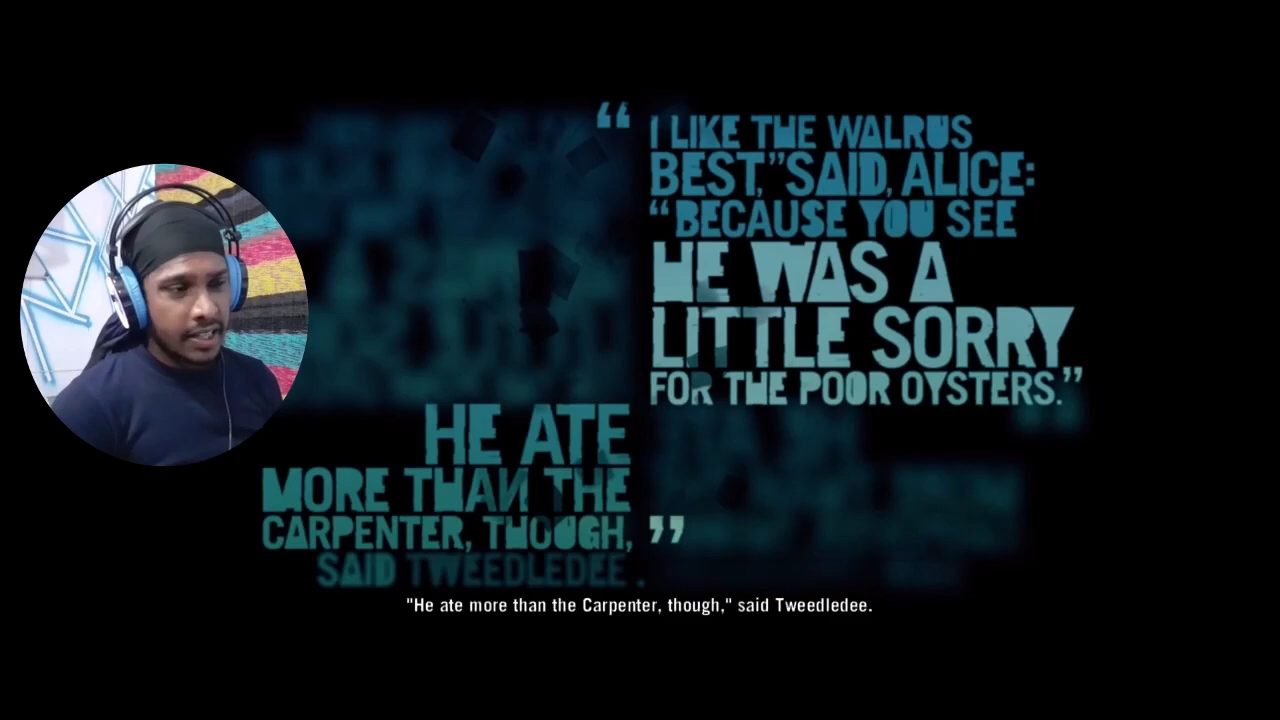 “ I LIKE THE WALRUS
BEST,” SAID, ALICE:
“ BECAUSE YOU SEE
HE WAS A
LITTLE SORRY
FOR THE POOR OYSTERS.”
HE ATE
MORE THAN THE
CARPENTER, THOUGH, ”
SAID TWEEDLEDEE .
"He ate more than the Carpenter, though," said Tweedledee.